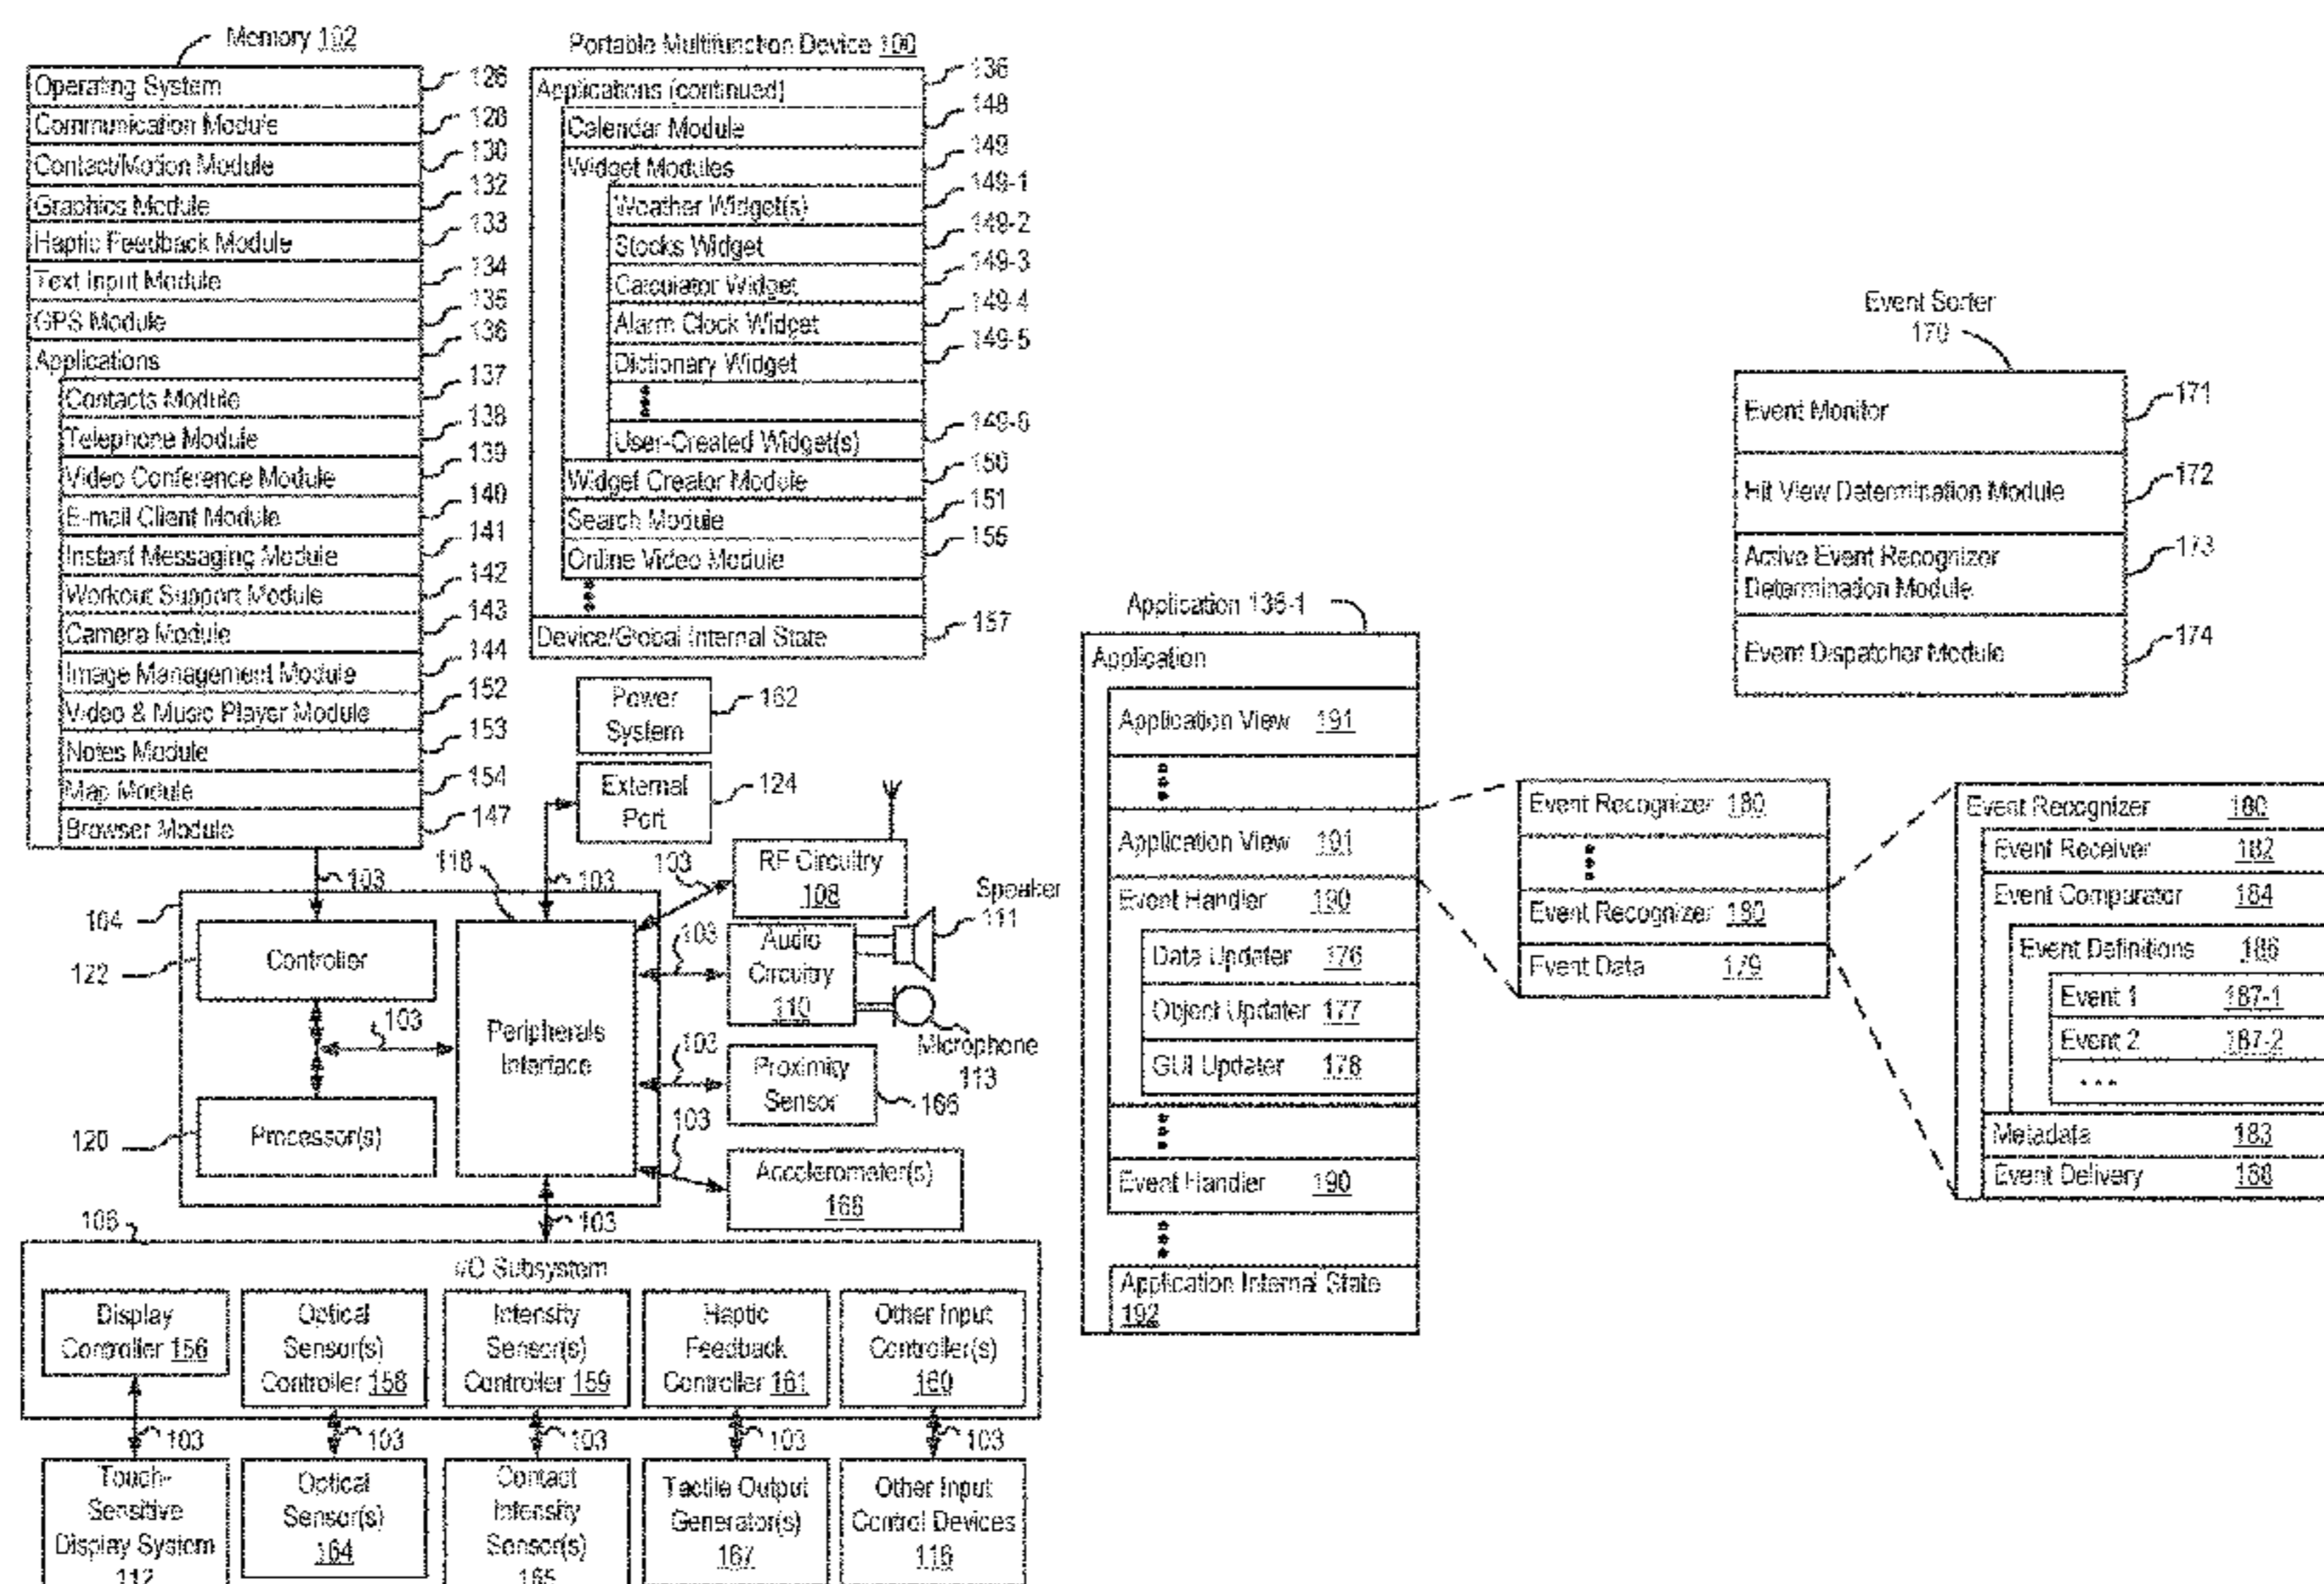 Memory 102
Operating System 126
Communication Module 128
Contact/Motion Module 130
Graphics Module 132
Haptic Feedback Module 133
Text Input Module 134
GPS Module 135
Applications 136
Contacts Module 137
Telephone Module 138
Video Conference Module 139
E-mail Client Module 140
Instant Messaging Module 141
Workout Support Module 142
Camera Module 143
Image Management Module 144
Video & Music Player Module 152
Notes Module 153
Map Module 154
Browser Module 147
Portable Multifunction Device 100
Applications (continued) 136
Calendar Module 148
Widget Modules 149
Weather Widget(s) 149-1
Stocks Widget 149-2
Calculator Widget 149-3
Alarm Clock Widget 149-4
Dictionary Widget 149-5
User-Created Widget(s) 149-6
Widget Creator Module 150
Search Module 151
Online Video Module 155
Device/Global Internal State 157
Power
System
162
External
Port
124
103
118
103
103
RF Circuitry
108
Speaker
111
104
122
Controller
103
Peripherals
Interface
103
Audio
Circuitry
110
Microphone
113
120
Processor(s)
103
Proximity
Sensor
166
103
Accelerometer(s)
168
103
106
I/O Subsystem
Display
Controller 156
Optical
Sensor(s)
Controller 158
Intensity
Sensor(s)
Controller 159
Haptic
Feedback
Controller 161
Other Input
Controller(s)
160
103
103
103
103
103
Touch-
Sensitive
Display System
112
Optical
Sensor(s)
164
Contact
Intensity
Sensor(s)
165
Tactile Output
Generator(s)
167
Other Input
Control Devices
116
Application 136-1
Application
Application View 191
Application View 191
Event Handler 190
Data Updater 176
Object Updater 177
GUI Updater 178
Event Handler 190
Application Internal State
192
Event Recognizer 180
Event Recognizer 180
Event Data 179
Event Sorter
170
Event Monitor 171
Hit View Determination Module 172
Active Event Recognizer
Determination Module
173
Event Dispatcher Module 174
Event Recognizer 180
Event Receiver 182
Event Comparator 184
Event Definitions 186
Event 1 187-1
Event 2 187-2
...
Metadata 183
Event Delivery 188